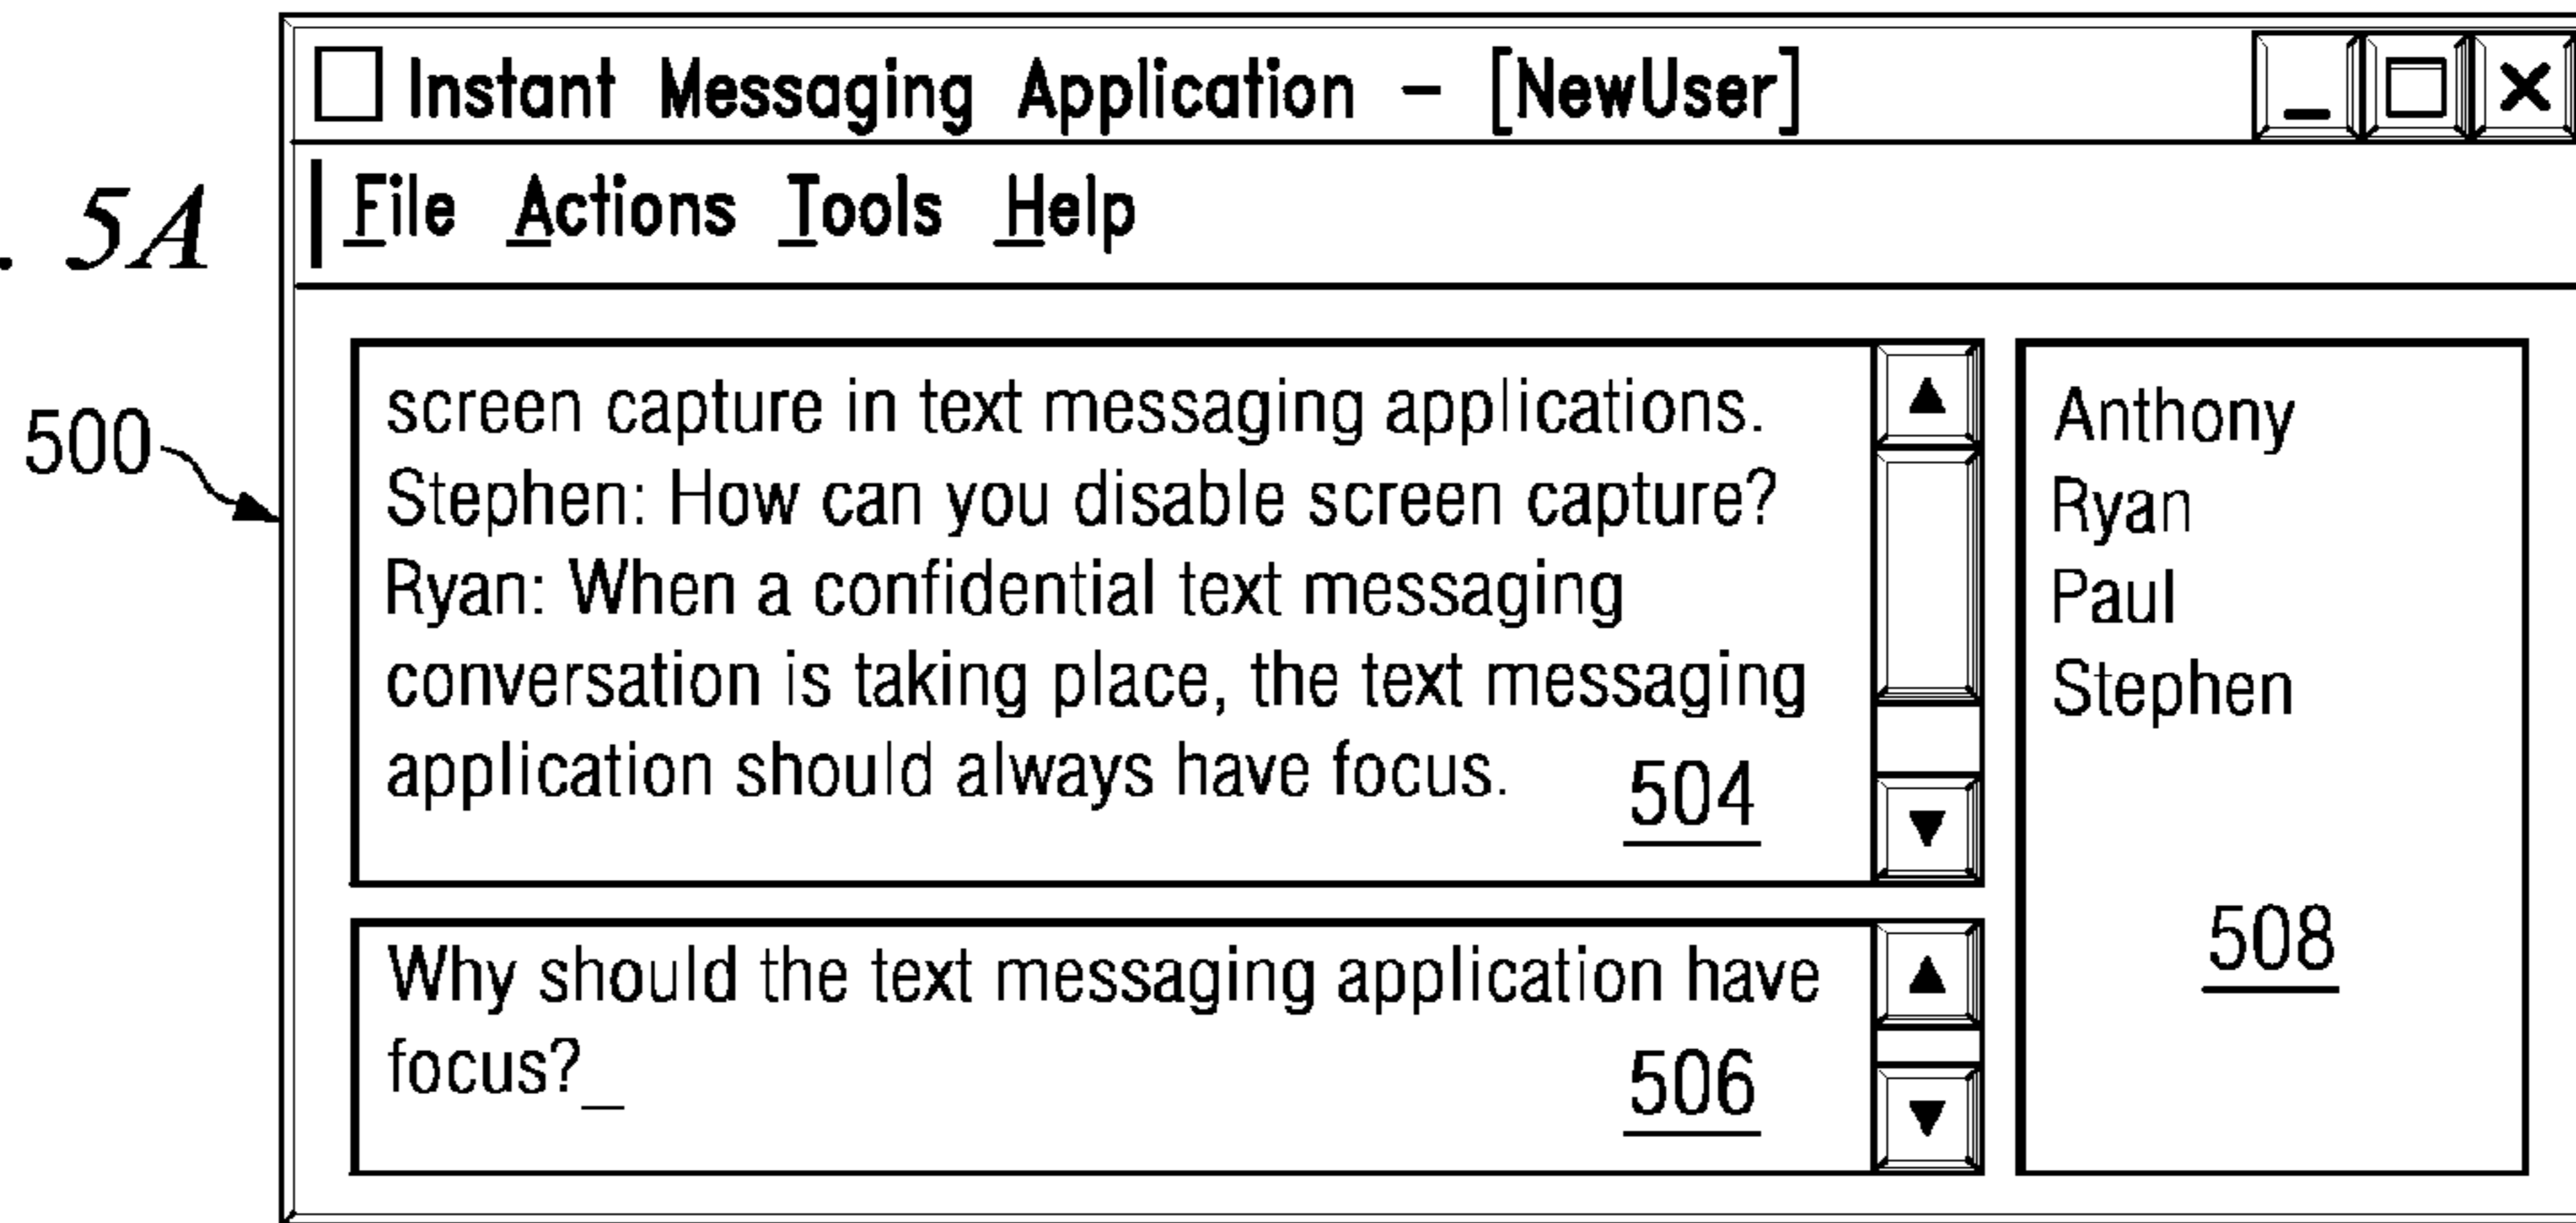 Instant Messaging Application – [NewUser]
. 5A
File Actions Tools Help
500
screen capture in text messaging applications.
Stephen: How can you disable screen capture?
Ryan: When a confidential text messaging
conversation is taking place, the text messaging
application should always have focus.
504
Why should the text messaging application have
focus?_
506
Anthony
Ryan
Paul
Stephen
508